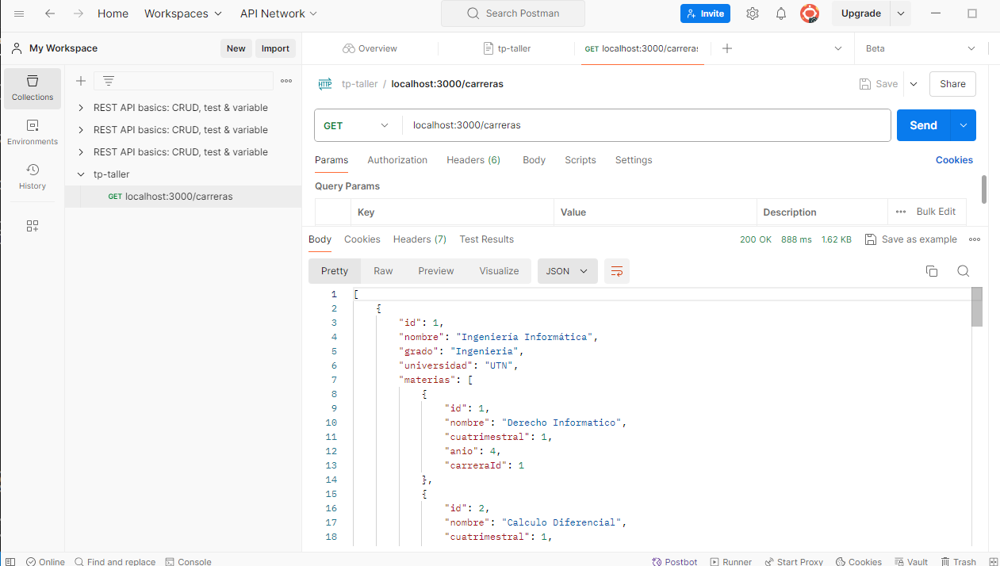 Home Workspaces API Network Search Postman Invite Upgrade
My Workspace New Import Overview tp-taller GET localhost:3000/carreras Beta
Collections
Environments
History
REST API basics: CRUD, test & variable
REST API basics: CRUD, test & variable
REST API basics: CRUD, test & variable
tp-taller
GET localhost:3000/carreras
HTTP tp-taller / localhost:3000/carreras Save Share
GET localhost:3000/carreras Send
Params Authorization Headers (6) Body Scripts Settings Cookies
Query Params
Key Value Description Bulk Edit
Body Cookies Headers (7) Test Results 200 OK 888 ms 1.62 KB Save as example
Pretty Raw Preview Visualize JSON
1 [
2 {
3 "id": 1,
4 "nombre": "Ingeniería Informática",
5 "grado": "Ingenieria",
6 "universidad": "UTN",
7 "materias": [
8 {
9 "id": 1,
10 "nombre": "Derecho Informatico",
11 "cuatrimestral": 1,
12 "anio": 4,
13 "carreraId": 1
14 },
15 {
16 "id": 2,
17 "nombre": "Calculo Diferencial",
18 "cuatrimestral": 1,
Online Find and replace Console Postbot Runner Start Proxy Cookies Vault Trash